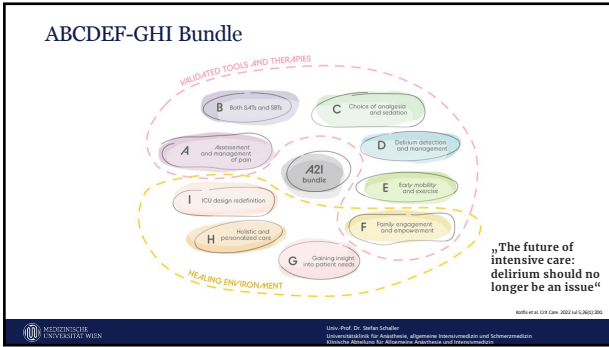 ABCDEF-GHI Bundle
VALIDATED TOOLS AND THERAPIES
B Both SATs and SBTs
C Choice of analgesia
and sedation
A Assessment
and management
of pain
D Delirium detection
and management
A2I
bundle
E Early mobility
and exercise
I ICU design redefinition
F Family engagement
and empowerment
H Holistic and
personalized care
G Gaining insight
into patient needs
HEALING ENVIRONMENT
„The future of
intensive care:
delirium should no
longer be an issue“
Kotfis et al. Crit Care. 2022 Jul 5;26(1):200.
MEDIZINISCHE
UNIVERSITÄT WIEN
Univ.-Prof. Dr. Stefan Schaller
Universitätsklinik für Anästhesie, allgemeine Intensivmedizin und Schmerzmedizin
Klinische Abteilung für Allgemeine Anästhesie und Intensivmedizin